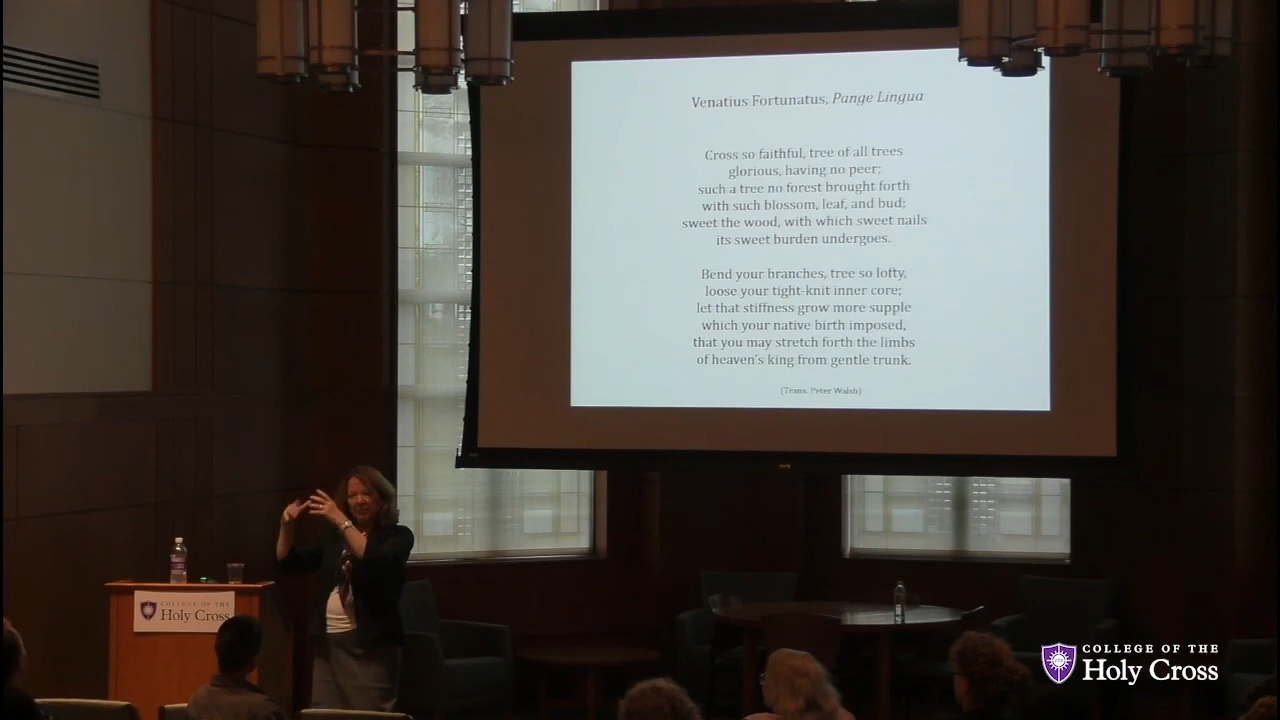 Venatius Fortunatus, Pange Lingua
Cross so faithful, tree of all trees
glorious, having no peer;
such a tree no forest brought forth
with such blossom, leaf, and bud;
sweet the wood, with which sweet nails
its sweet burden undergoes.
Bend your branches, tree so lofty,
loose your tight-knit inner core;
let that stiffness grow more supple
which your native birth imposed,
that you may stretch forth the limbs
of heaven's king from gentle trunk.
(Trans. Peter Walsh)
COLLEGE OF THE
Holy Cross
COLLEGE OF THE
Holy Cross